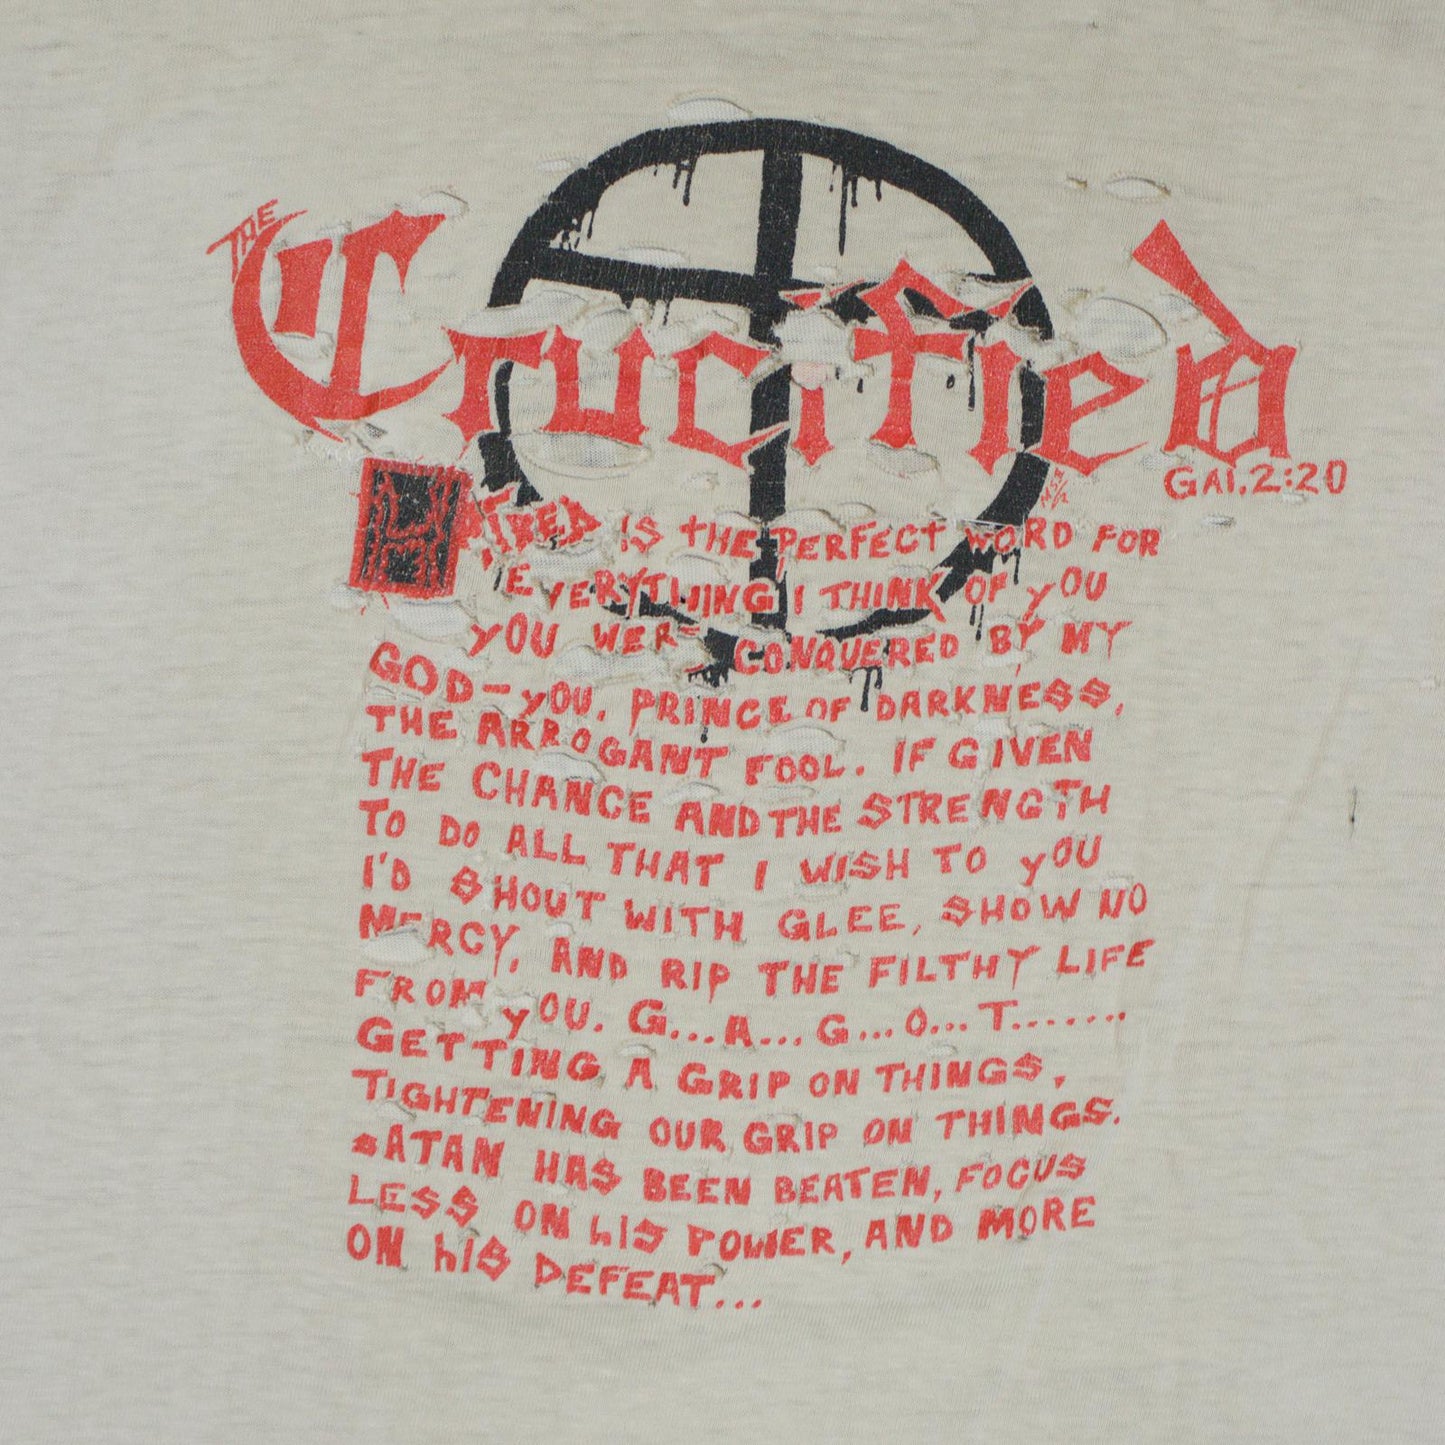 THE
Crucified
GAl.2:20
HATRED IS THE PERFECT WORD FOR
EVERYTHING I THINK OF YOU
YOU WERE CONQUERED BY MY
GOD-YOU, PRINCE OF DARKNESS,
THE ARROGANT FOOL. IF GIVEN
THE CHANCE AND THE STRENGTH
TO DO ALL THAT I WISH TO YOU
I'D SHOUT WITH GLEE, SHOW NO
MERCY, AND RIP THE FILTHY LIFE
FROM YOU. G...A...G...O...T.......
GETTING A GRIP ON THINGS,
TIGHTENING OUR GRIP ON THINGS.
sATAN HAS BEEN BEATEN, FOCUS
LESS ON hIS POWER, AND MORE
ON hIS DEFEAT...